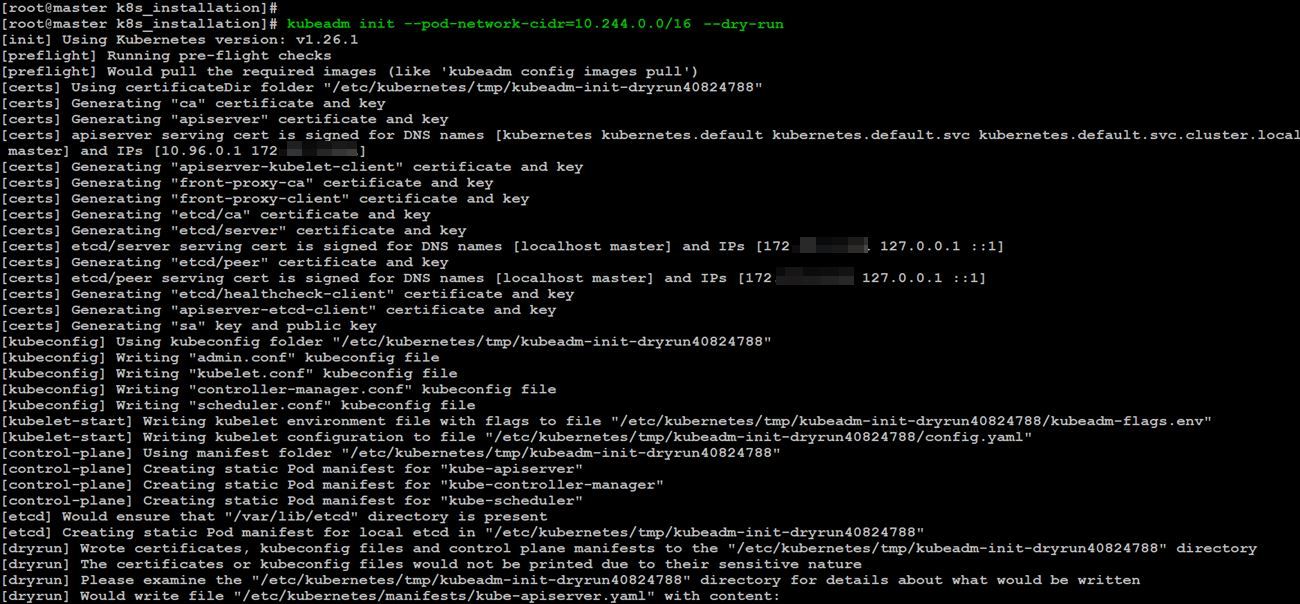 [root@master k8s_installation]#
[root@master k8s_installation]# kubeadm init --pod-network-cidr=10.244.0.0/16 --dry-run
[init] Using Kubernetes version: v1.26.1
[preflight] Running pre-flight checks
[preflight] Would pull the required images (like 'kubeadm config images pull')
[certs] Using certificateDir folder "/etc/kubernetes/tmp/kubeadm-init-dryrun40824788"
[certs] Generating "ca" certificate and key
[certs] Generating "apiserver" certificate and key
[certs] apiserver serving cert is signed for DNS names [kubernetes kubernetes.default kubernetes.default.svc kubernetes.default.svc.cluster.local
master] and IPs [10.96.0.1 172 ]
[certs] Generating "apiserver-kubelet-client" certificate and key
[certs] Generating "front-proxy-ca" certificate and key
[certs] Generating "front-proxy-client" certificate and key
[certs] Generating "etcd/ca" certificate and key
[certs] Generating "etcd/server" certificate and key
[certs] etcd/server serving cert is signed for DNS names [localhost master] and IPs [172 127.0.0.1 ::1]
[certs] Generating "etcd/peer" certificate and key
[certs] etcd/peer serving cert is signed for DNS names [localhost master] and IPs [172. 127.0.0.1 ::1]
[certs] Generating "etcd/healthcheck-client" certificate and key
[certs] Generating "apiserver-etcd-client" certificate and key
[certs] Generating "sa" key and public key
[kubeconfig] Using kubeconfig folder "/etc/kubernetes/tmp/kubeadm-init-dryrun40824788"
[kubeconfig] Writing "admin.conf" kubeconfig file
[kubeconfig] Writing "kubelet.conf" kubeconfig file
[kubeconfig] Writing "controller-manager.conf" kubeconfig file
[kubeconfig] Writing "scheduler.conf" kubeconfig file
[kubelet-start] Writing kubelet environment file with flags to file "/etc/kubernetes/tmp/kubeadm-init-dryrun40824788/kubeadm-flags.env"
[kubelet-start] Writing kubelet configuration to file "/etc/kubernetes/tmp/kubeadm-init-dryrun40824788/config.yaml"
[control-plane] Using manifest folder "/etc/kubernetes/tmp/kubeadm-init-dryrun40824788"
[control-plane] Creating static Pod manifest for "kube-apiserver"
[control-plane] Creating static Pod manifest for "kube-controller-manager"
[control-plane] Creating static Pod manifest for "kube-scheduler"
[etcd] Would ensure that "/var/lib/etcd" directory is present
[etcd] Creating static Pod manifest for local etcd in "/etc/kubernetes/tmp/kubeadm-init-dryrun40824788"
[dryrun] Wrote certificates, kubeconfig files and control plane manifests to the "/etc/kubernetes/tmp/kubeadm-init-dryrun40824788" directory
[dryrun] The certificates or kubeconfig files would not be printed due to their sensitive nature
[dryrun] Please examine the "/etc/kubernetes/tmp/kubeadm-init-dryrun40824788" directory for details about what would be written
[dryrun] Would write file "/etc/kubernetes/manifests/kube-apiserver.yaml" with content: